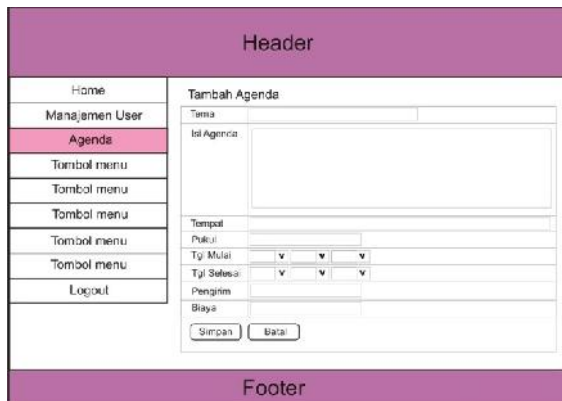 Header
Home
Manajemen User
Agenda
Tombol menu
Tombol menu
Tombol menu
Tombol menu
Tombol menu
Logout
Tambah Agenda
Tema
Isi Agenda
Tempat
Pukul
Tgl Mulai v v v
Tgl Selesai v v v
Pengirim
Biaya
Simpan Batal
Footer